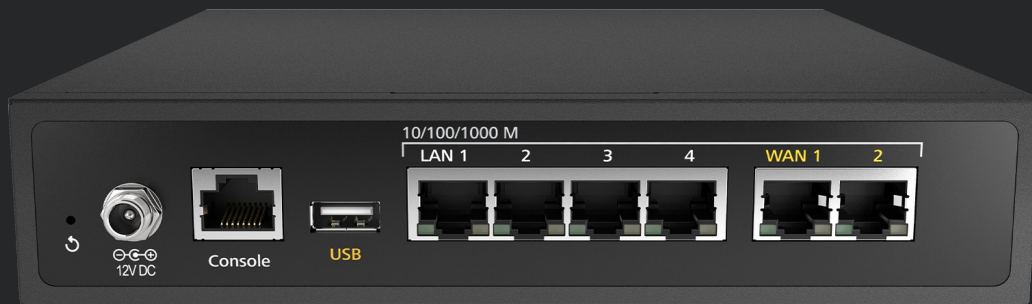 10/100/1000 M
LAN 1 2 3 4 WAN 1 2
Console
USB
12V DC